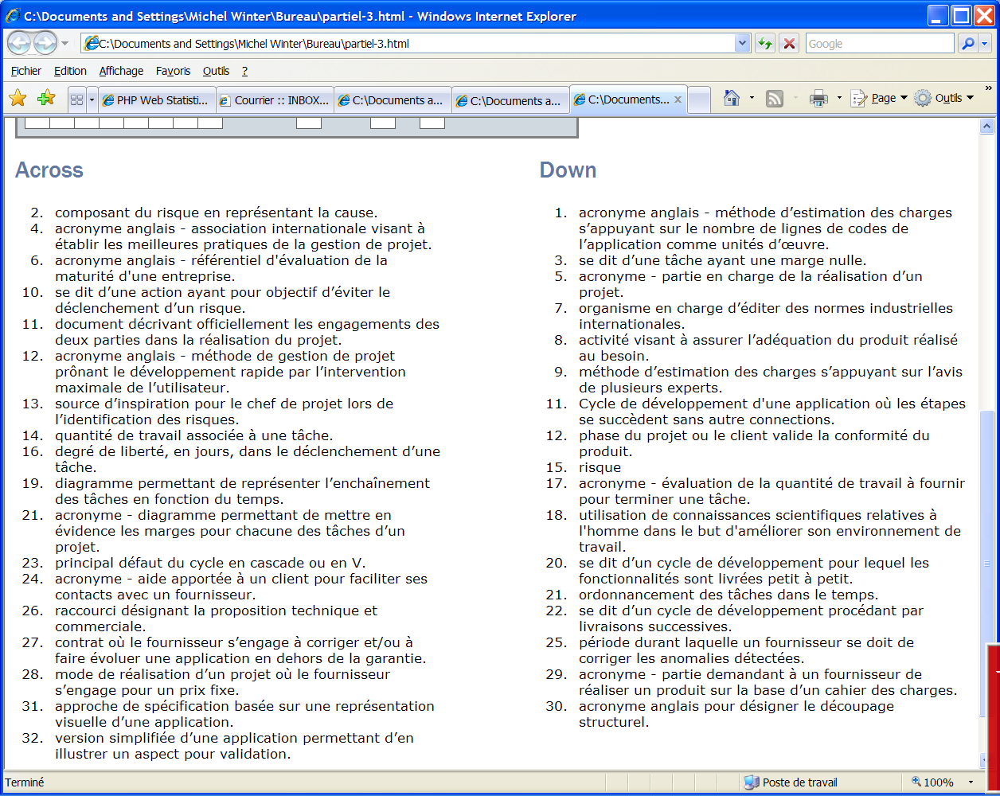 C:\Documents and Settings\Michel Winter\Bureau\partiel-3.html - Windows Internet Explorer
C:\Documents and Settings\Michel Winter\Bureau\partiel-3.html
Google
Fichier Edition Affichage Favoris Outils ?
PHP Web Statisti... Courrier :: INBOX... C:\Documents a... C:\Documents a... C:\Documents... Page Outils »
Across
2. composant du risque en représentant la cause.
4. acronyme anglais - association internationale visant à
établir les meilleures pratiques de la gestion de projet.
6. acronyme anglais - référentiel d'évaluation de la
maturité d'une entreprise.
10. se dit d’une action ayant pour objectif d’éviter le
déclenchement d’un risque.
11. document décrivant officiellement les engagements des
deux parties dans la réalisation du projet.
12. acronyme anglais - méthode de gestion de projet
prônant le développement rapide par l’intervention
maximale de l’utilisateur.
13. source d’inspiration pour le chef de projet lors de
l’identification des risques.
14. quantité de travail associée à une tâche.
16. degré de liberté, en jours, dans le déclenchement d’une
tâche.
19. diagramme permettant de représenter l’enchaînement
des tâches en fonction du temps.
21. acronyme - diagramme permettant de mettre en
évidence les marges pour chacune des tâches d’un
projet.
23. principal défaut du cycle en cascade ou en V.
24. acronyme - aide apportée à un client pour faciliter ses
contacts avec un fournisseur.
26. raccourci désignant la proposition technique et
commerciale.
27. contrat où le fournisseur s’engage à corriger et/ou à
faire évoluer une application en dehors de la garantie.
28. mode de réalisation d’un projet où le fournisseur
s’engage pour un prix fixe.
31. approche de spécification basée sur une représentation
visuelle d’une application.
32. version simplifiée d’une application permettant d’en
illustrer un aspect pour validation.
Down
1. acronyme anglais - méthode d’estimation des charges
s’appuyant sur le nombre de lignes de codes de
l’application comme unités d’œuvre.
3. se dit d’une tâche ayant une marge nulle.
5. acronyme - partie en charge de la réalisation d’un
projet.
7. organisme en charge d’éditer des normes industrielles
internationales.
8. activité visant à assurer l’adéquation du produit réalisé
au besoin.
9. méthode d’estimation des charges s’appuyant sur l’avis
de plusieurs experts.
11. Cycle de développement d'une application où les étapes
se succèdent sans autre connections.
12. phase du projet ou le client valide la conformité du
produit.
15. risque
17. acronyme - évaluation de la quantité de travail à fournir
pour terminer une tâche.
18. utilisation de connaissances scientifiques relatives à
l'homme dans le but d'améliorer son environnement de
travail.
20. se dit d’un cycle de développement pour lequel les
fonctionnalités sont livrées petit à petit.
21. ordonnancement des tâches dans le temps.
22. se dit d’un cycle de développement procédant par
livraisons successives.
25. période durant laquelle un fournisseur se doit de
corriger les anomalies détectées.
29. acronyme - partie demandant à un fournisseur de
réaliser un produit sur la base d’un cahier des charges.
30. acronyme anglais pour désigner le découpage
structurel.
Terminé Poste de travail 100%